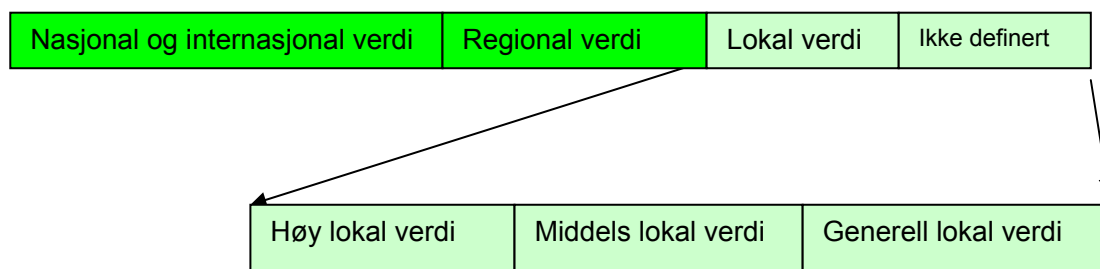 Nasjonal og internasjonal verdi Regional verdi Lokal verdi Ikke definert
Høy lokal verdi Middels lokal verdi Generell lokal verdi